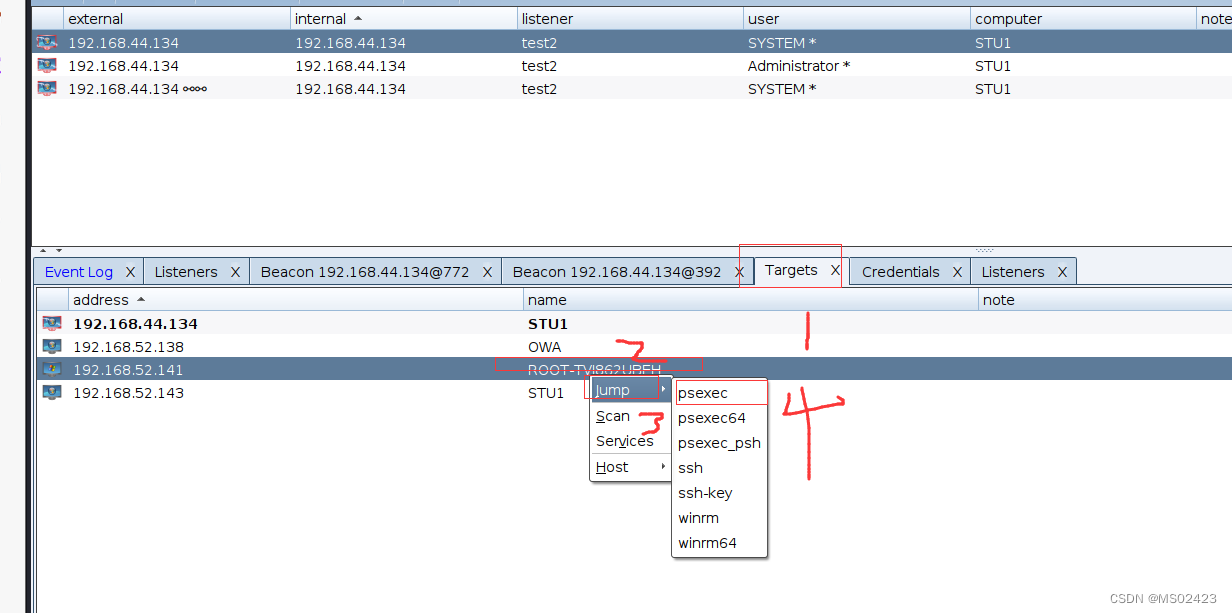 external internal listener user computer note
192.168.44.134 192.168.44.134 test2 SYSTEM * STU1
192.168.44.134 192.168.44.134 test2 Administrator * STU1
192.168.44.134 192.168.44.134 test2 SYSTEM * STU1
Event Log X Listeners X Beacon 192.168.44.134@772 X Beacon 192.168.44.134@392 X Targets X Credentials X Listeners X
address name note
192.168.44.134 STU1
1
192.168.52.138 OWA
2
192.168.52.141 ROOT-TVI862UBEH
192.168.52.143 STU1
Jump
Scan
3
Services
Host
psexec
4
psexec64
psexec_psh
ssh
ssh-key
winrm
winrm64
CSDN @MS02423